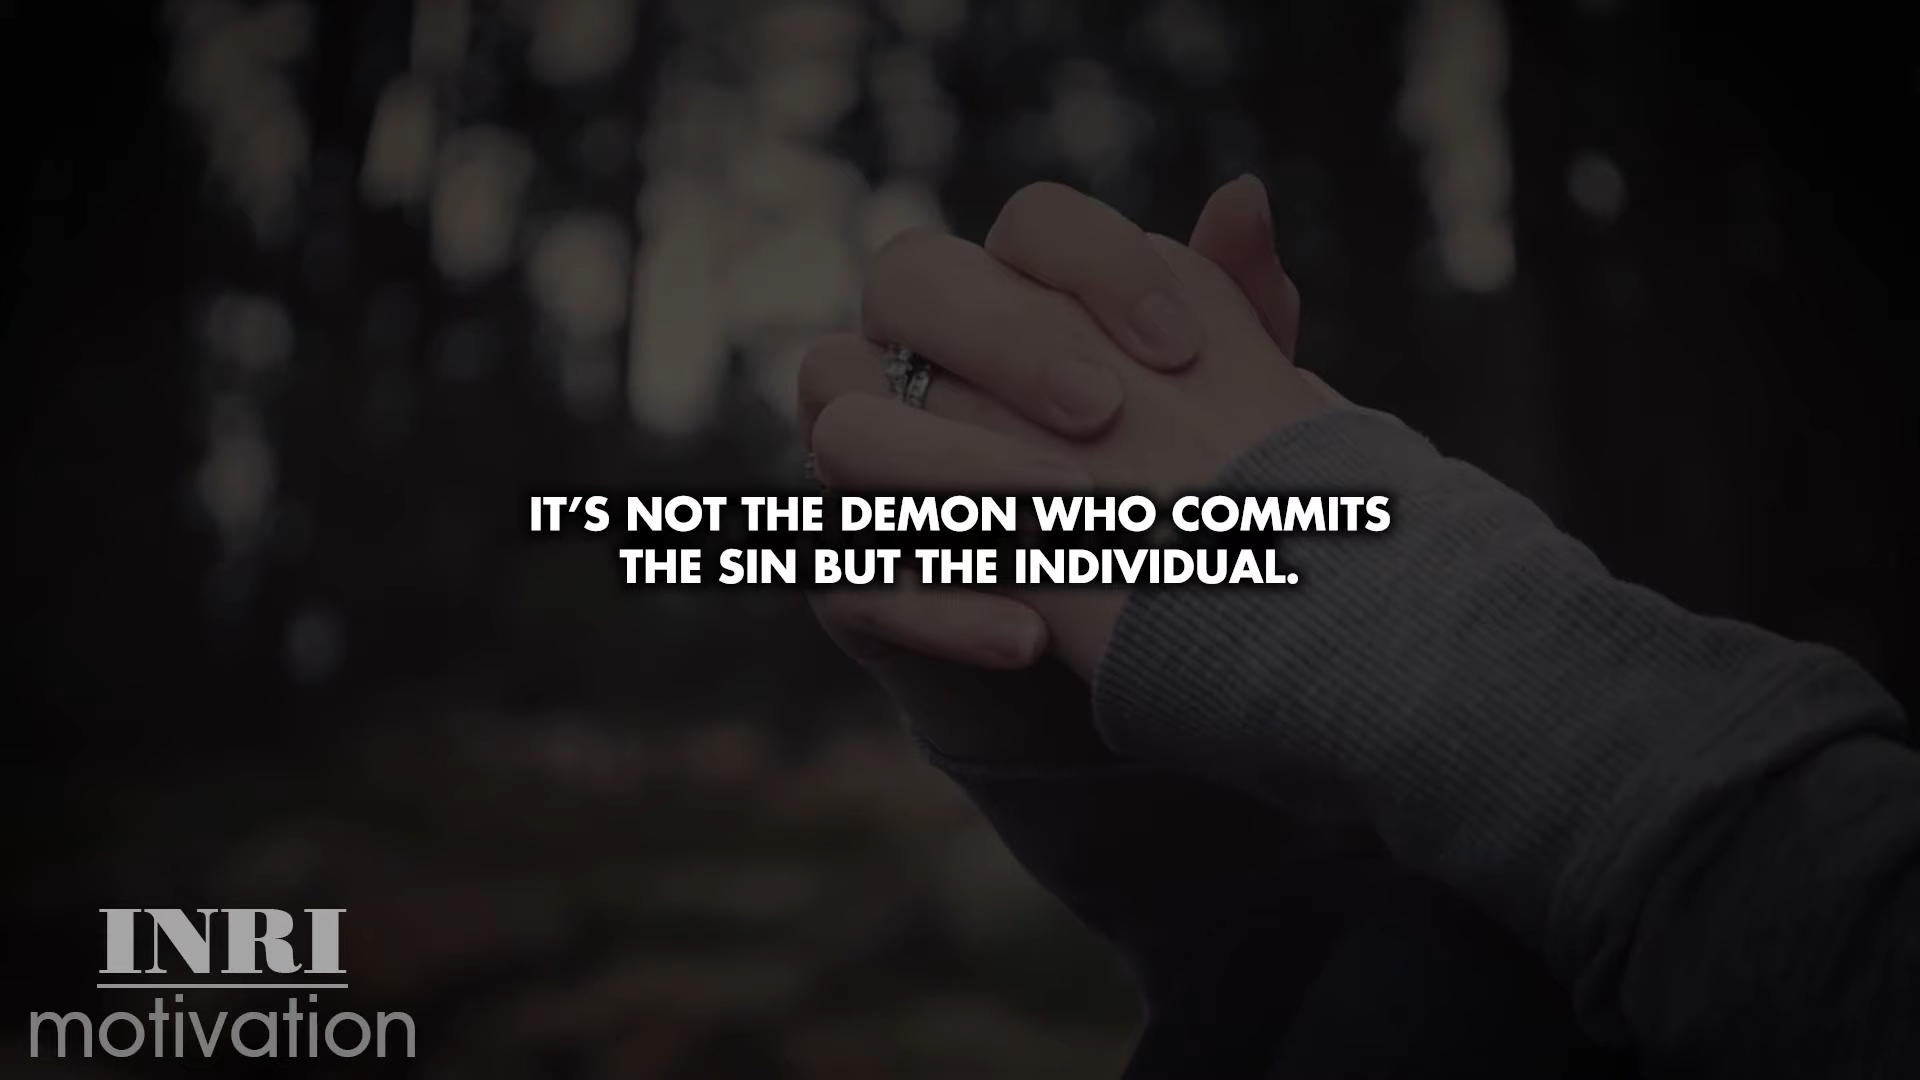 IT’S NOT THE DEMON WHO COMMITS
THE SIN BUT THE INDIVIDUAL.
INRI
motivation